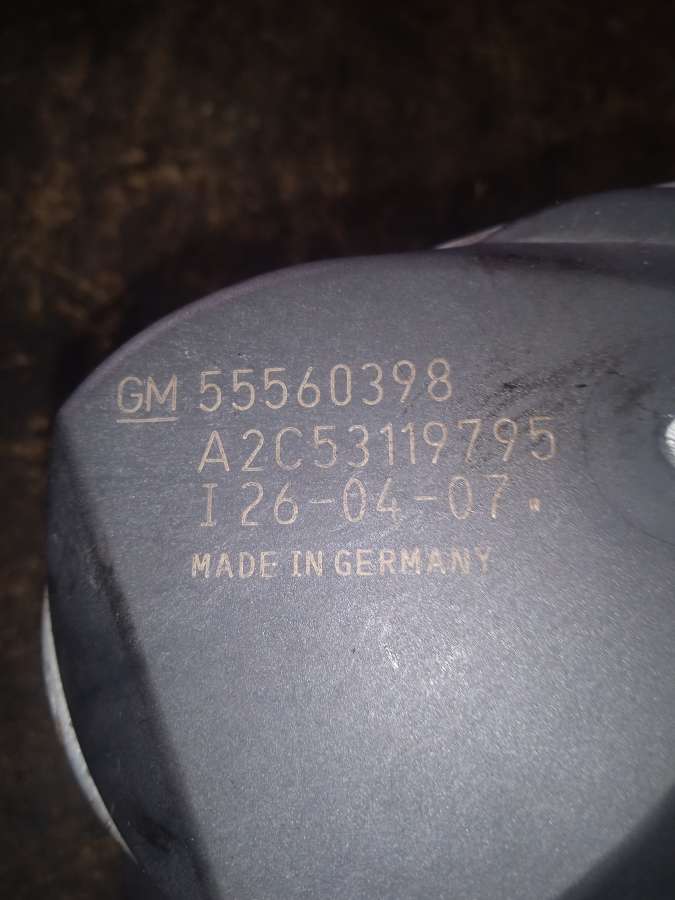 GM 55560398
A2C53119795
I 26-04-07.
MADE IN GERMANY